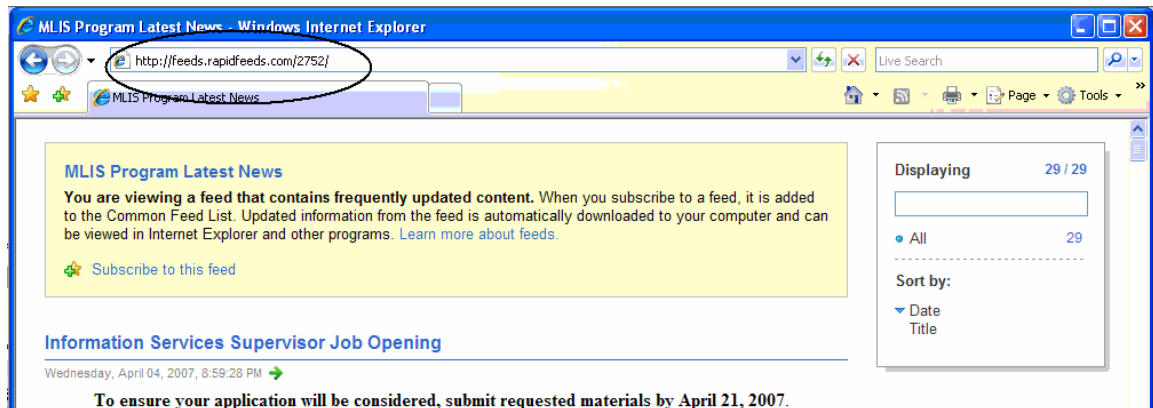 MLIS Program Latest News - Windows Internet Explorer
http://feeds.rapidfeeds.com/2752/
Live Search
MLIS Program Latest News
Page
Tools
»
MLIS Program Latest News
You are viewing a feed that contains frequently updated content. When you subscribe to a feed, it is added
to the Common Feed List. Updated information from the feed is automatically downloaded to your computer and can
be viewed in Internet Explorer and other programs. Learn more about feeds.
Subscribe to this feed
Displaying 29 / 29
All 29
Sort by:
Date
Title
Information Services Supervisor Job Opening
Wednesday, April 04, 2007, 8:59:28 PM
To ensure your application will be considered, submit requested materials by April 21, 2007.